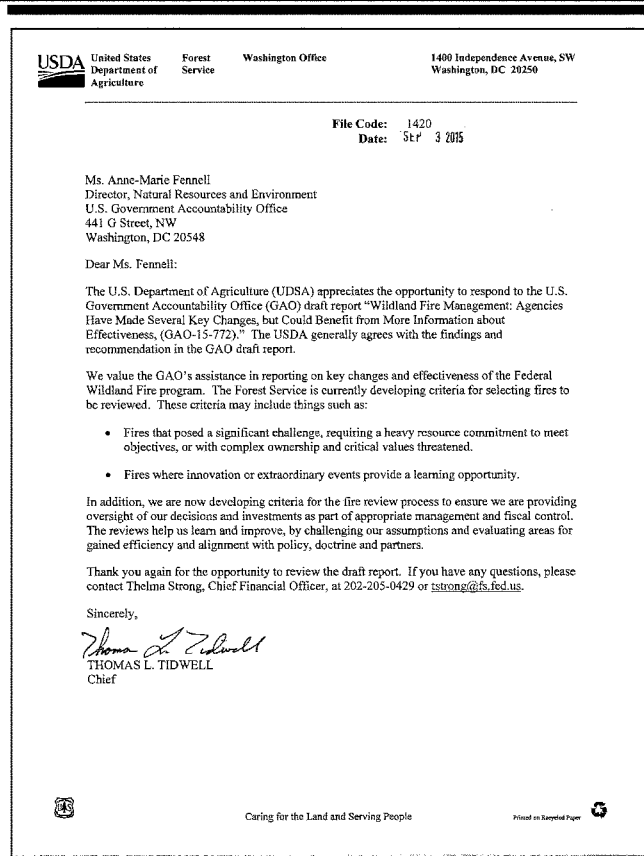 USDA United States Forest Washington Office 1400 Independence Avenue, SW
Department of Service Washington, DC 20250
Agriculture
File Code: 1420
Date: SEP 3 2015
Ms. Anne-Marie Fennell
Director, Natural Resources and Environment
U.S. Government Accountability Office
441 G Street, NW
Washington, DC 20548
Dear Ms. Fennell:
The U.S. Department of Agriculture (UDSA) appreciates the opportunity to respond to the U.S.
Government Accountability Office (GAO) draft report “Wildland Fire Management: Agencies
Have Made Several Key Changes, but Could Benefit from More Information about
Effectiveness, (GAO-15-772).” The USDA generally agrees with the findings and
recommendation in the GAO draft report.
We value the GAO’s assistance in reporting on key changes and effectiveness of the Federal
Wildland Fire program. The Forest Service is currently developing criteria for selecting fires to
be reviewed. These criteria may include things such as:
• Fires that posed a significant challenge, requiring a heavy resource commitment to meet
objectives, or with complex ownership and critical values threatened.
• Fires where innovation or extraordinary events provide a learning opportunity.
In addition, we are now developing criteria for the fire review process to ensure we are providing
oversight of our decisions and investments as part of appropriate management and fiscal control.
The reviews help us learn and improve, by challenging our assumptions and evaluating areas for
gained efficiency and alignment with policy, doctrine and partners.
Thank you again for the opportunity to review the draft report. If you have any questions, please
contact Thelma Strong, Chief Financial Officer, at 202-205-0429 or tstrong@fs.fed.us.
Sincerely,
Thomas L. Tidwell
THOMAS L. TIDWELL
Chief
Caring for the Land and Serving People Printed on Recycled Paper